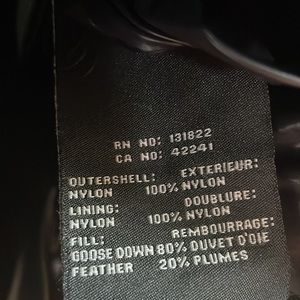 RN NO: 131822
CA NO: 42241
OUTERSHELL: EXTERIEUR:
NYLON 100% NYLON
LINING: DOUBLURE:
NYLON 100% NYLON
FILL: REMBOURRAGE:
GOOSE DOWN 80% DUVET D'OIE
FEATHER 20% PLUMES